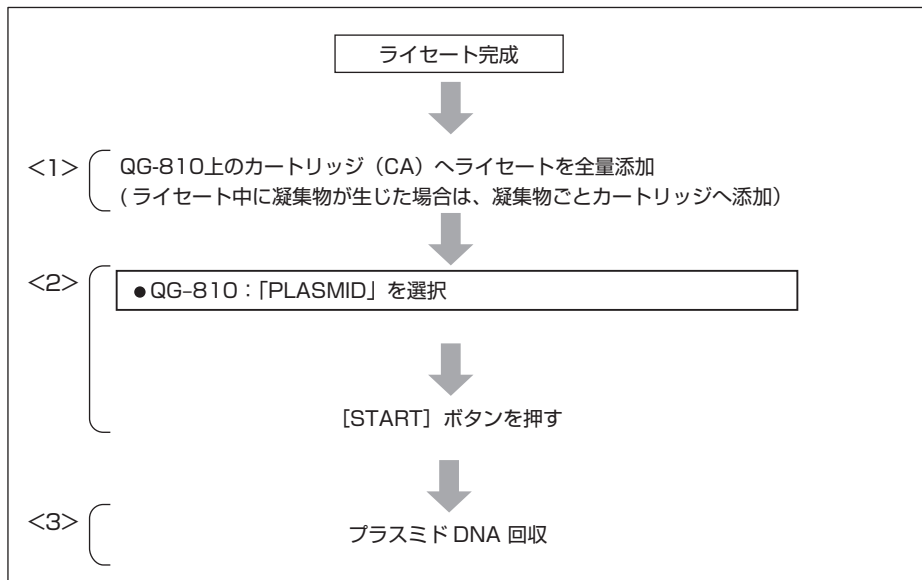 ライセート完成
<1>
QG-810上のカートリッジ（CA）へライセートを全量添加
( ライセート中に凝集物が生じた場合は、凝集物ごとカートリッジへ添加）
<2>
●QG–810：「PLASMID」を選択
［START］ボタンを押す
<3>
プラスミド DNA 回収